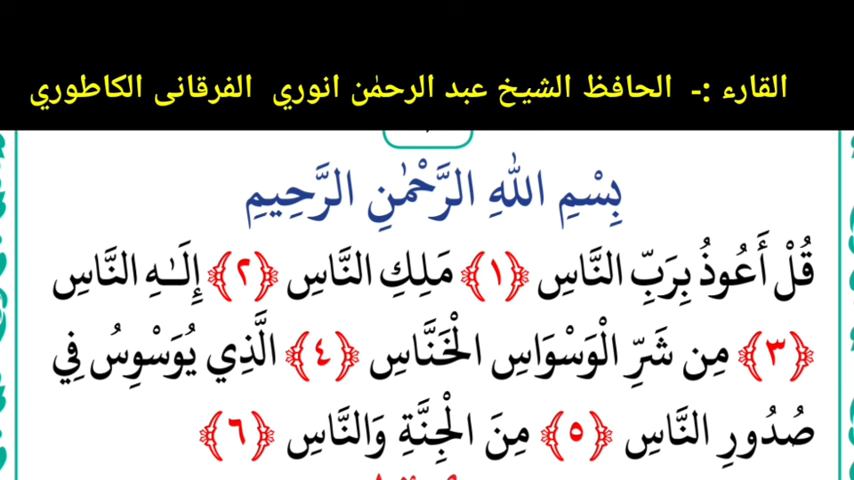 القارء :- الحافظ الشيخ عبد الرحمٰن انوري الفرقانى الكاطوري
بِسْمِ اللهِ الرَّحْمٰنِ الرَّحِيمِ
قُلْ أَعُوذُ بِرَبِّ النَّاسِ ﴿١﴾ مَلِكِ النَّاسِ ﴿٢﴾ إِلَـٰهِ النَّاسِ
﴿٣﴾ مِن شَرِّ الْوَسْوَاسِ الْخَنَّاسِ ﴿٤﴾ الَّذِي يُوَسْوِسُ فِي
صُدُورِ النَّاسِ ﴿٥﴾ مِنَ الْجِنَّةِ وَالنَّاسِ ﴿٦﴾